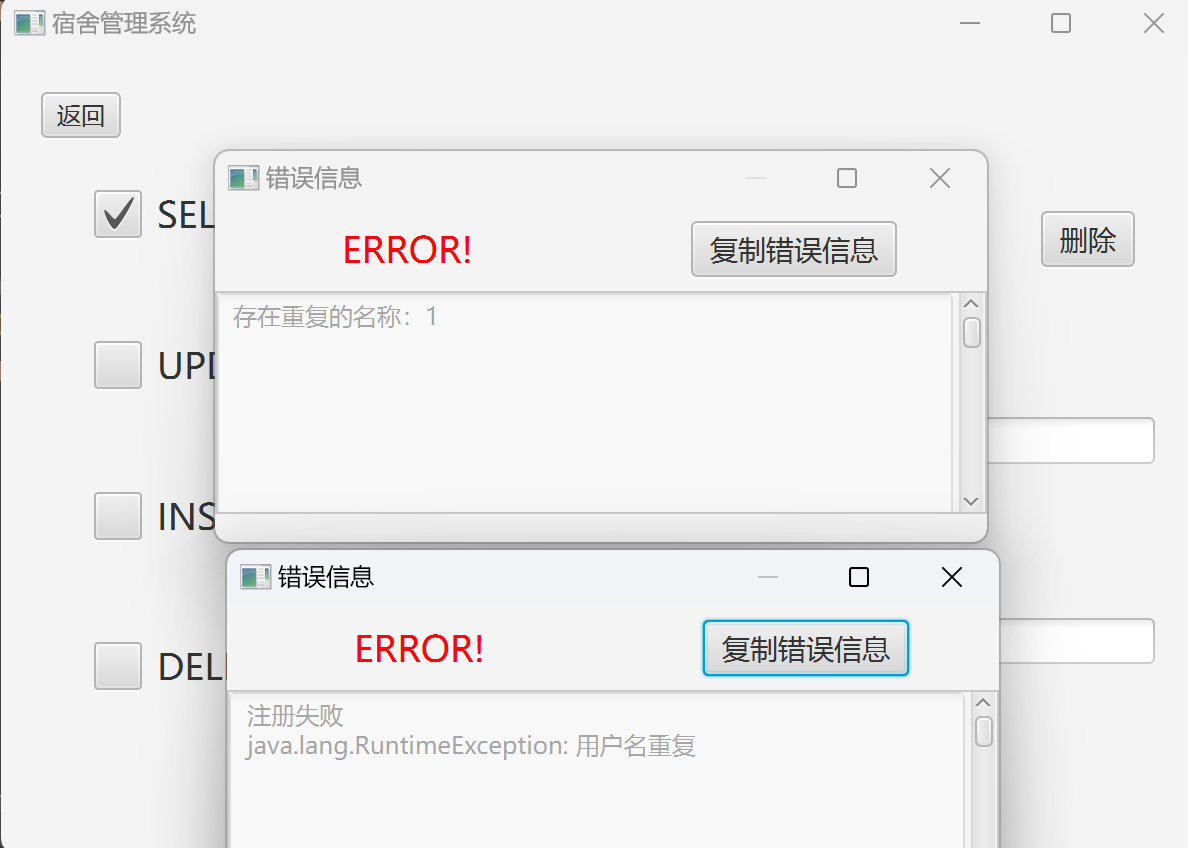 宿舍管理系统
返回
错误信息
SEL
ERROR!
复制错误信息
删除
存在重复的名称：1
UPD
INS
错误信息
ERROR!
复制错误信息
DEL
注册失败
java.lang.RuntimeException: 用户名重复